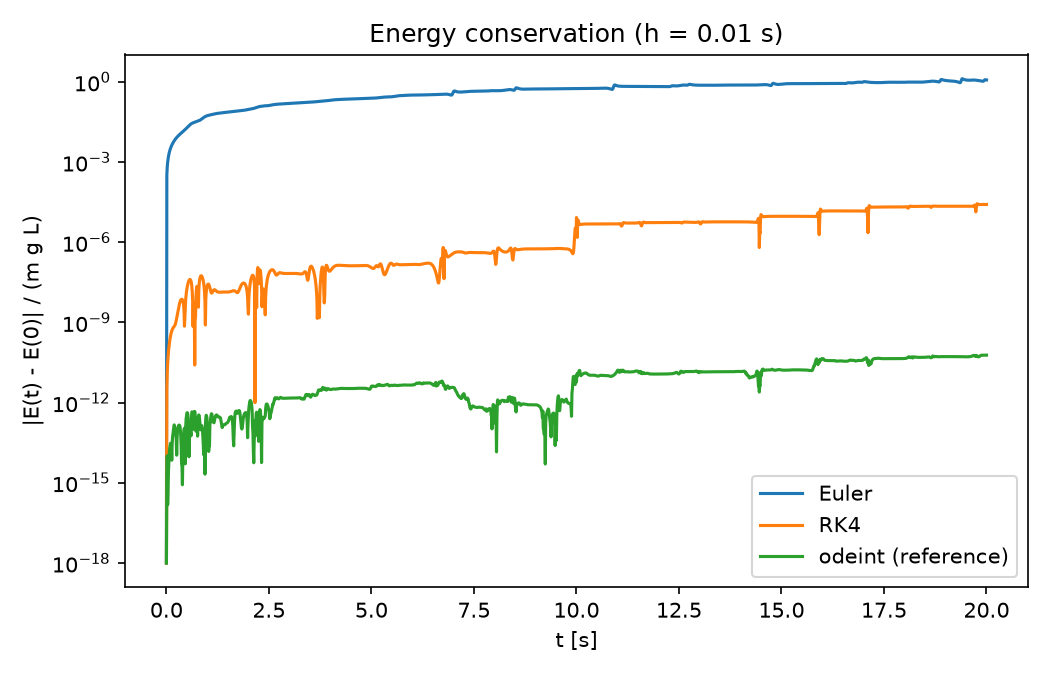 Energy conservation (h = 0.01 s)
|E(t) - E(0)| / (m g L)
10⁰
10⁻³
10⁻⁶
10⁻⁹
10⁻¹²
10⁻¹⁵
10⁻¹⁸
Euler
RK4
odeint (reference)
0.0 2.5 5.0 7.5 10.0 12.5 15.0 17.5 20.0
t [s]